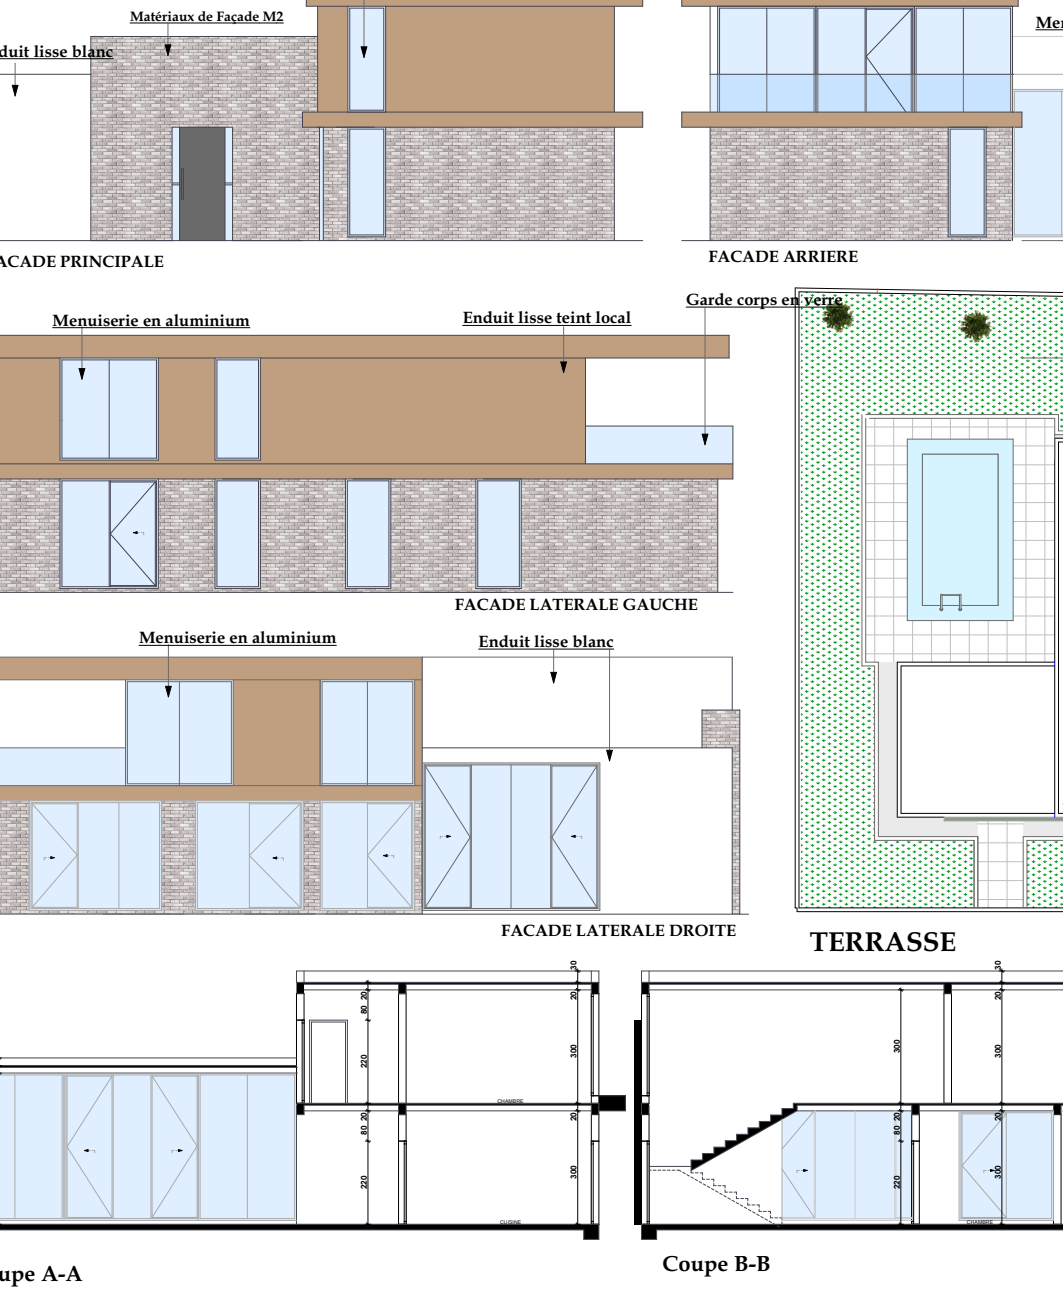 Matériaux de Façade M2
duit lisse blanc
Men
ACADE PRINCIPALE
FACADE ARRIERE
Garde corps en verre
Menuiserie en aluminium
Enduit lisse teint local
FACADE LATERALE GAUCHE
Menuiserie en aluminium
Enduit lisse blanc
FACADE LATERALE DROITE
TERRASSE
30
30
20
80
20
20
220
300
300
300
CHAMBRE
20
80
20
20
80
20
220
300
220
300
CUISINE
CHAMBRE
upe A-A
Coupe B-B